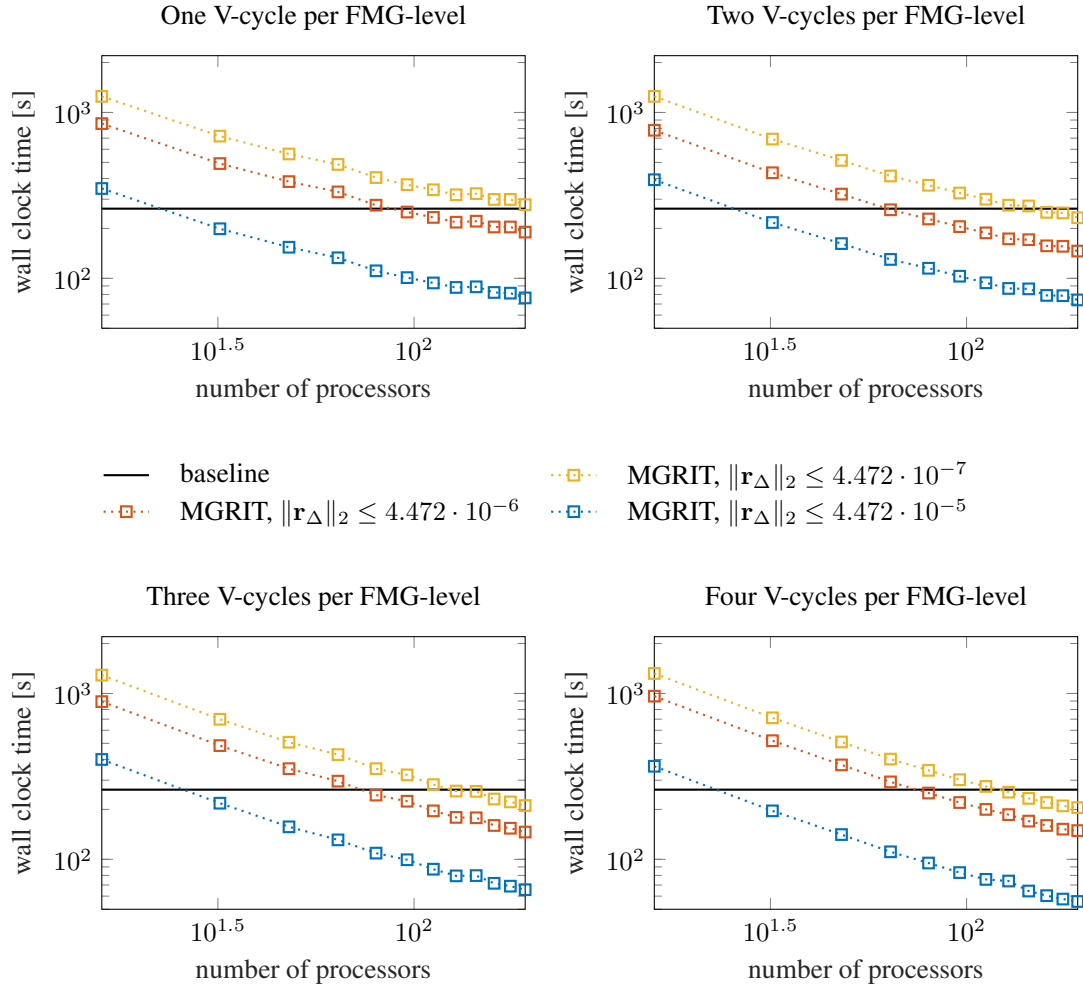 One V-cycle per FMG-level
wall clock time [s]
10^3
10^2
10^1.5
10^2
number of processors
Two V-cycles per FMG-level
wall clock time [s]
10^3
10^2
10^1.5
10^2
number of processors
baseline
MGRIT, ‖r_Δ‖_2 ≤ 4.472 · 10^−6
MGRIT, ‖r_Δ‖_2 ≤ 4.472 · 10^−7
MGRIT, ‖r_Δ‖_2 ≤ 4.472 · 10^−5
Three V-cycles per FMG-level
wall clock time [s]
10^3
10^2
10^1.5
10^2
number of processors
Four V-cycles per FMG-level
wall clock time [s]
10^3
10^2
10^1.5
10^2
number of processors